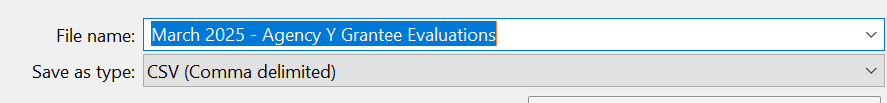 File name: March 2025 - Agency Y Grantee Evaluations
Save as type: CSV (Comma delimited)